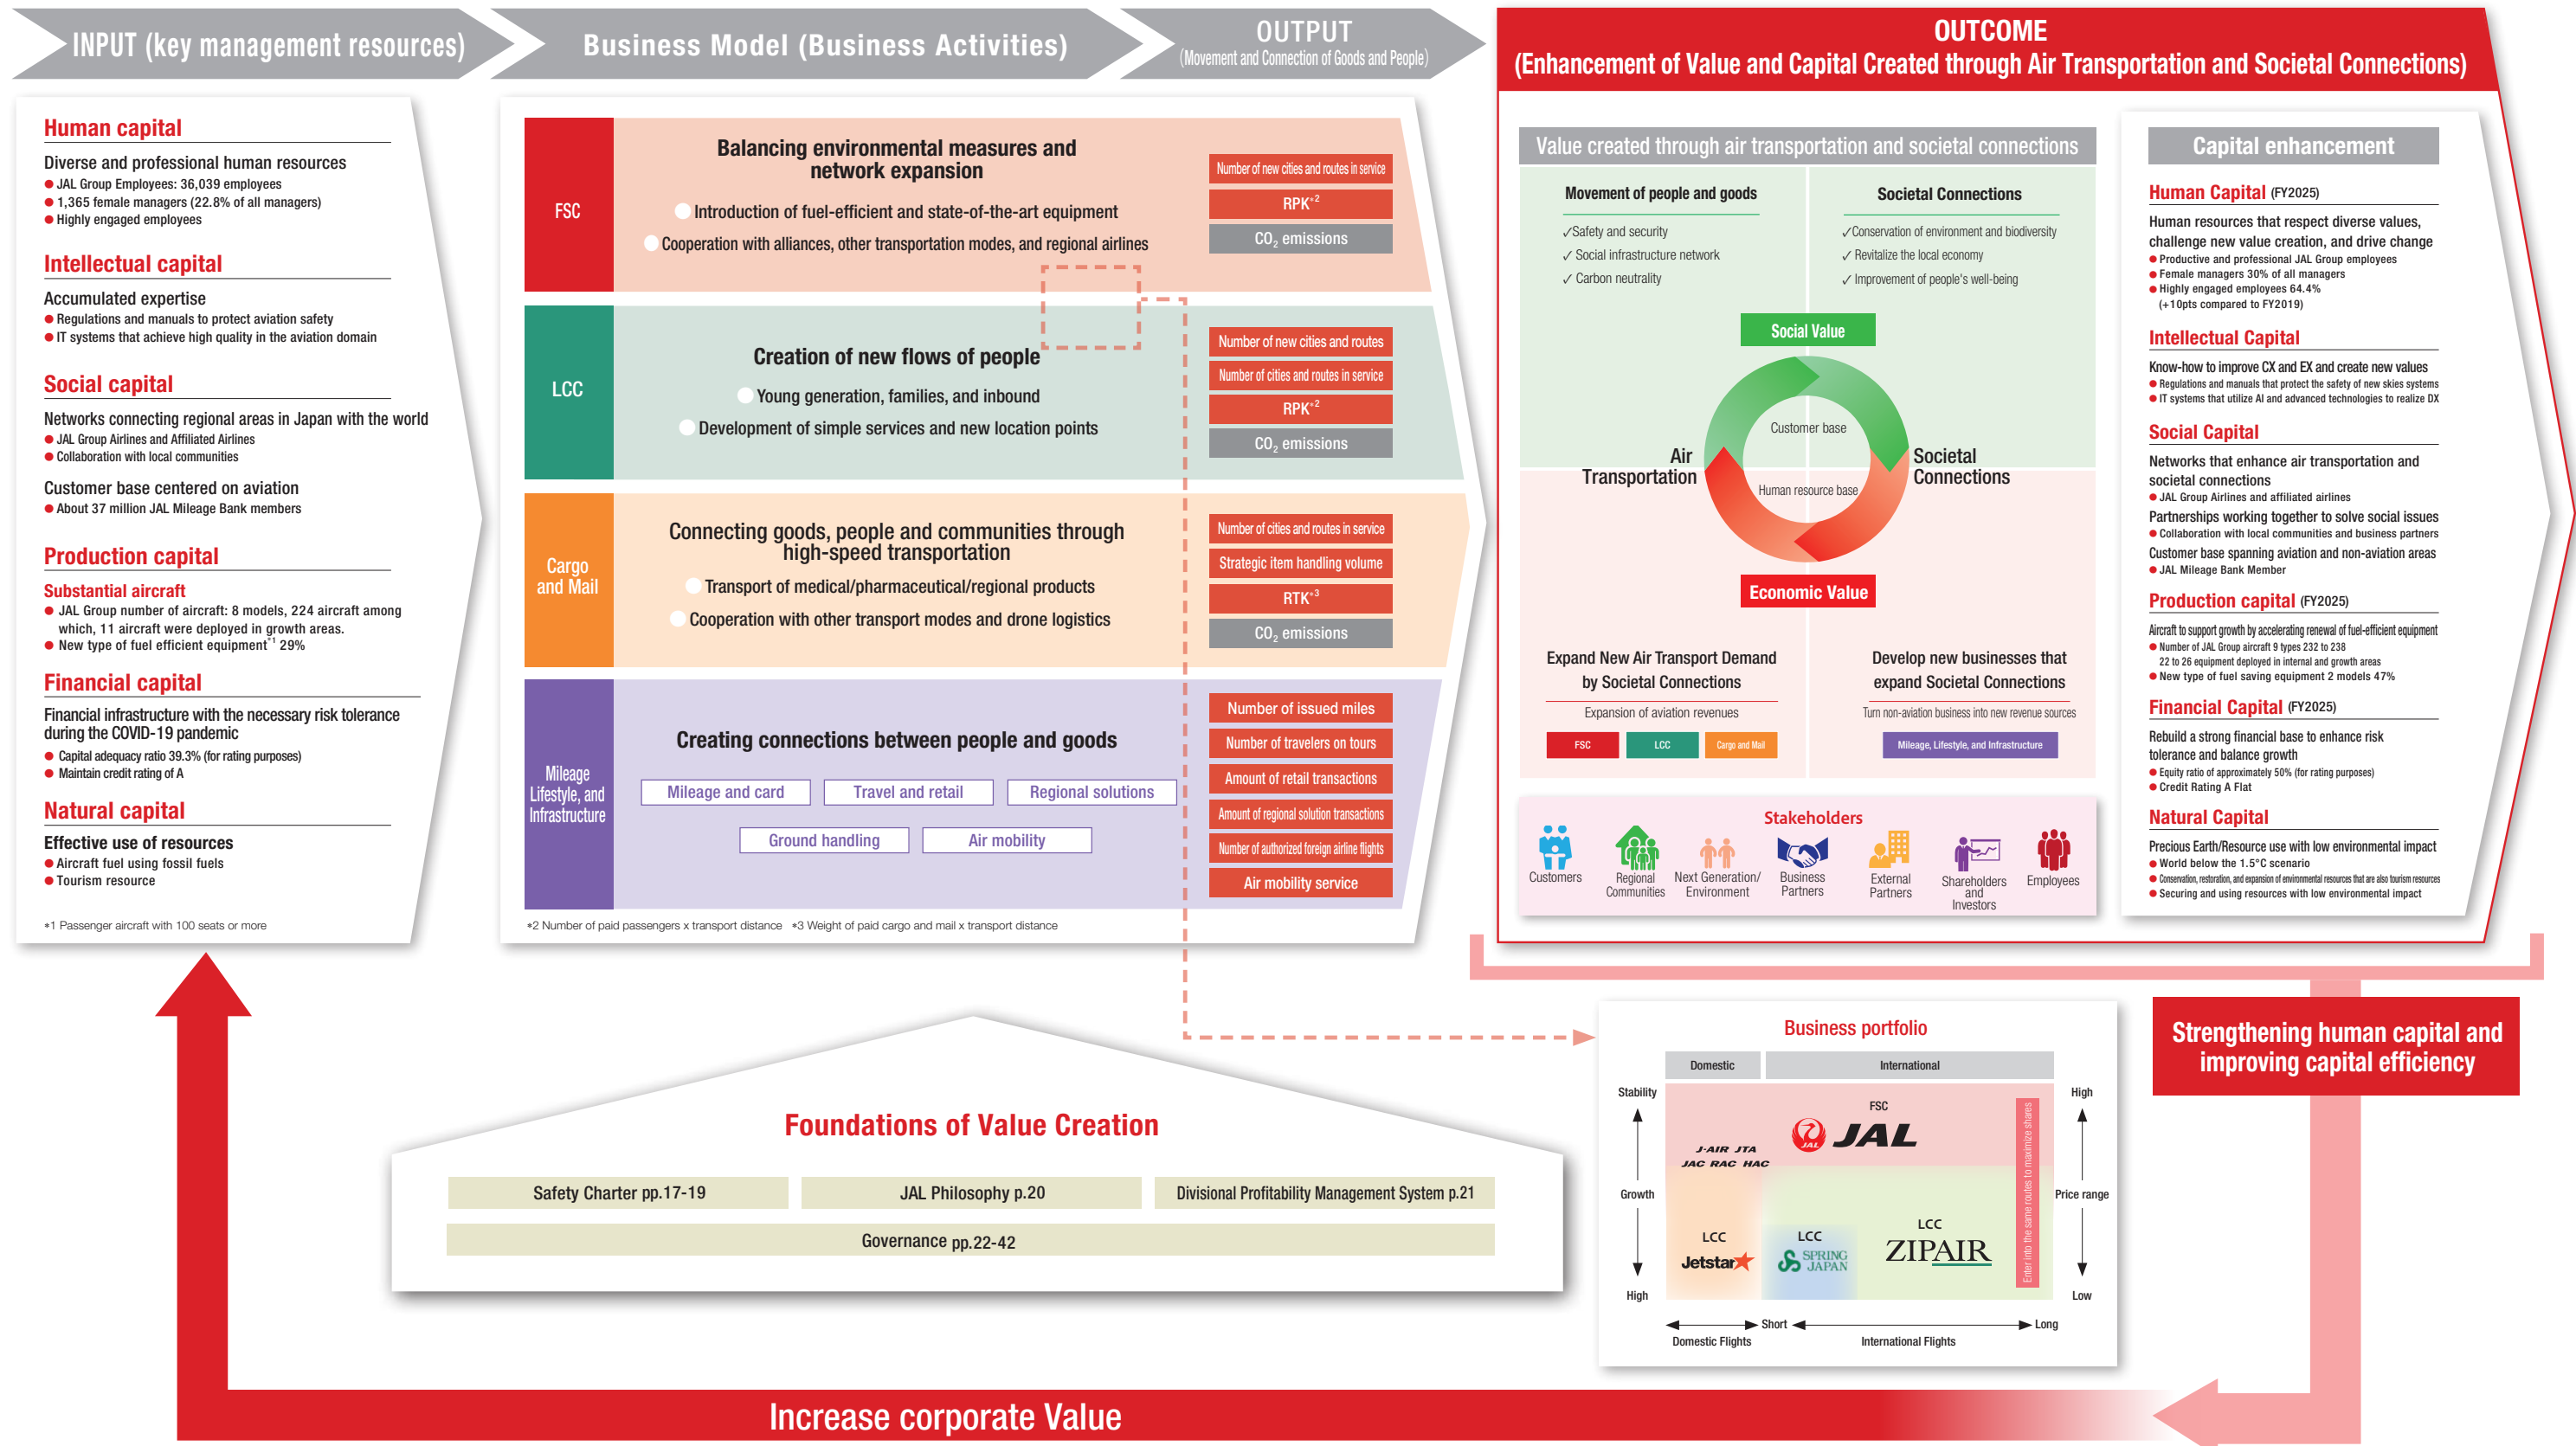 INPUT (key management resources)
Business Model (Business Activities)
OUTPUT
(Movement and Connection of Goods and People)
OUTCOME
(Enhancement of Value and Capital Created through Air Transportation and Societal Connections)
Human capital
Diverse and professional human resources
● JAL Group Employees: 36,039 employees
● 1,365 female managers (22.8% of all managers)
● Highly engaged employees
Intellectual capital
Accumulated expertise
● Regulations and manuals to protect aviation safety
● IT systems that achieve high quality in the aviation domain
Social capital
Networks connecting regional areas in Japan with the world
● JAL Group Airlines and Affiliated Airlines
● Collaboration with local communities
Customer base centered on aviation
● About 37 million JAL Mileage Bank members
Production capital
Substantial aircraft
● JAL Group number of aircraft: 8 models, 224 aircraft among
which, 11 aircraft were deployed in growth areas.
● New type of fuel efficient equipment*1 29%
Financial capital
Financial infrastructure with the necessary risk tolerance
during the COVID-19 pandemic
● Capital adequacy ratio 39.3% (for rating purposes)
● Maintain credit rating of A
Natural capital
Effective use of resources
● Aircraft fuel using fossil fuels
● Tourism resource
*1 Passenger aircraft with 100 seats or more
FSC
Balancing environmental measures and
network expansion
Introduction of fuel-efficient and state-of-the-art equipment
Cooperation with alliances, other transportation modes, and regional airlines
Number of new cities and routes in service
RPK*2
CO2 emissions
LCC
Creation of new flows of people
Young generation, families, and inbound
Development of simple services and new location points
Number of new cities and routes
Number of cities and routes in service
RPK*2
CO2 emissions
Cargo
and Mail
Connecting goods, people and communities through
high-speed transportation
Transport of medical/pharmaceutical/regional products
Cooperation with other transport modes and drone logistics
Number of cities and routes in service
Strategic item handling volume
RTK*3
CO2 emissions
Mileage
Lifestyle, and
Infrastructure
Creating connections between people and goods
Mileage and card
Travel and retail
Regional solutions
Ground handling
Air mobility
Number of issued miles
Number of travelers on tours
Amount of retail transactions
Amount of regional solution transactions
Number of authorized foreign airline flights
Air mobility service
*2 Number of paid passengers x transport distance *3 Weight of paid cargo and mail x transport distance
Value created through air transportation and societal connections
Movement of people and goods
✓Safety and security
✓ Social infrastructure network
✓ Carbon neutrality
Societal Connections
✓Conservation of environment and biodiversity
✓ Revitalize the local economy
✓ Improvement of people's well-being
Social Value
Customer base
Air
Transportation
Societal
Connections
Human resource base
Economic Value
Expand New Air Transport Demand
by Societal Connections
Expansion of aviation revenues
FSC
LCC
Cargo and Mail
Develop new businesses that
expand Societal Connections
Turn non-aviation business into new revenue sources
Mileage, Lifestyle, and Infrastructure
Stakeholders
Customers
Regional
Communities
Next Generation/
Environment
Business
Partners
External
Partners
Shareholders
and
Investors
Employees
Capital enhancement
Human Capital (FY2025)
Human resources that respect diverse values,
challenge new value creation, and drive change
● Productive and professional JAL Group employees
● Female managers 30% of all managers
● Highly engaged employees 64.4%
(+10pts compared to FY2019)
Intellectual Capital
Know-how to improve CX and EX and create new values
● Regulations and manuals that protect the safety of new skies systems
● IT systems that utilize AI and advanced technologies to realize DX
Social Capital
Networks that enhance air transportation and
societal connections
● JAL Group Airlines and affiliated airlines
Partnerships working together to solve social issues
● Collaboration with local communities and business partners
Customer base spanning aviation and non-aviation areas
● JAL Mileage Bank Member
Production capital (FY2025)
Aircraft to support growth by accelerating renewal of fuel-efficient equipment
● Number of JAL Group aircraft 9 types 232 to 238
22 to 26 equipment deployed in internal and growth areas
● New type of fuel saving equipment 2 models 47%
Financial Capital (FY2025)
Rebuild a strong financial base to enhance risk
tolerance and balance growth
● Equity ratio of approximately 50% (for rating purposes)
● Credit Rating A Flat
Natural Capital
Precious Earth/Resource use with low environmental impact
● World below the 1.5°C scenario
● Conservation, restoration, and expansion of environmental resources that are also tourism resources
● Securing and using resources with low environmental impact
Foundations of Value Creation
Safety Charter pp.17-19
JAL Philosophy p.20
Divisional Profitability Management System p.21
Governance pp.22-42
Business portfolio
Domestic
International
Stability
Growth
High
High
Price range
Low
FSC
JAL
JAL
J-AIR JTA
JAC RAC HAC
LCC
Jetstar
LCC
SPRING
JAPAN
LCC
ZIPAIR
Enter into the same routes to maximize shares
Short
Long
Domestic Flights
International Flights
Strengthening human capital and
improving capital efficiency
Increase corporate Value